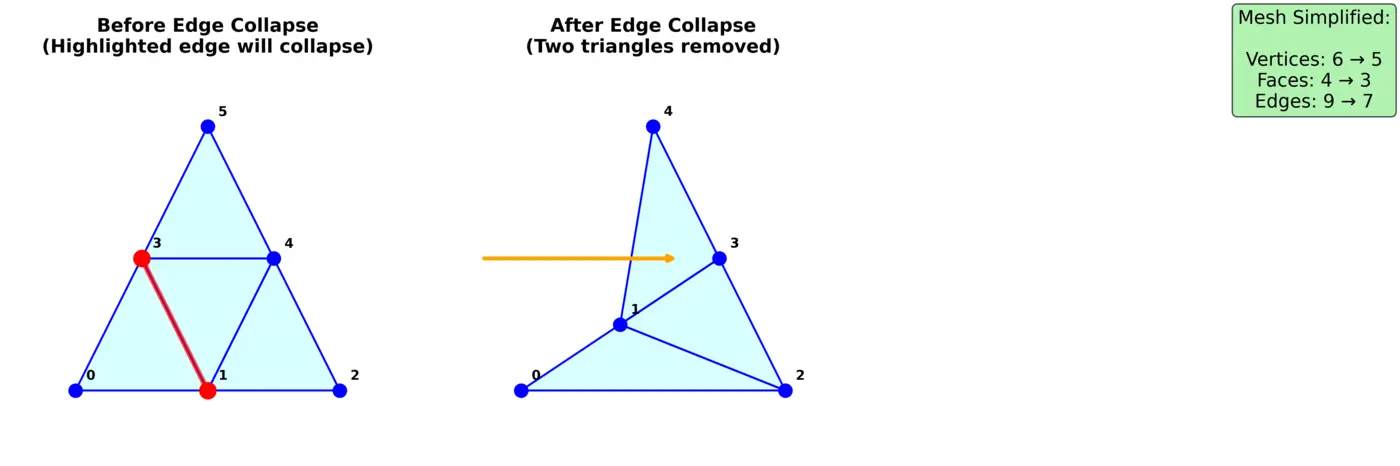 Before Edge Collapse
(Highlighted edge will collapse)
5
3
4
0
1
2
After Edge Collapse
(Two triangles removed)
4
3
1
0
2
Mesh Simplified:
Vertices: 6 → 5
Faces: 4 → 3
Edges: 9 → 7